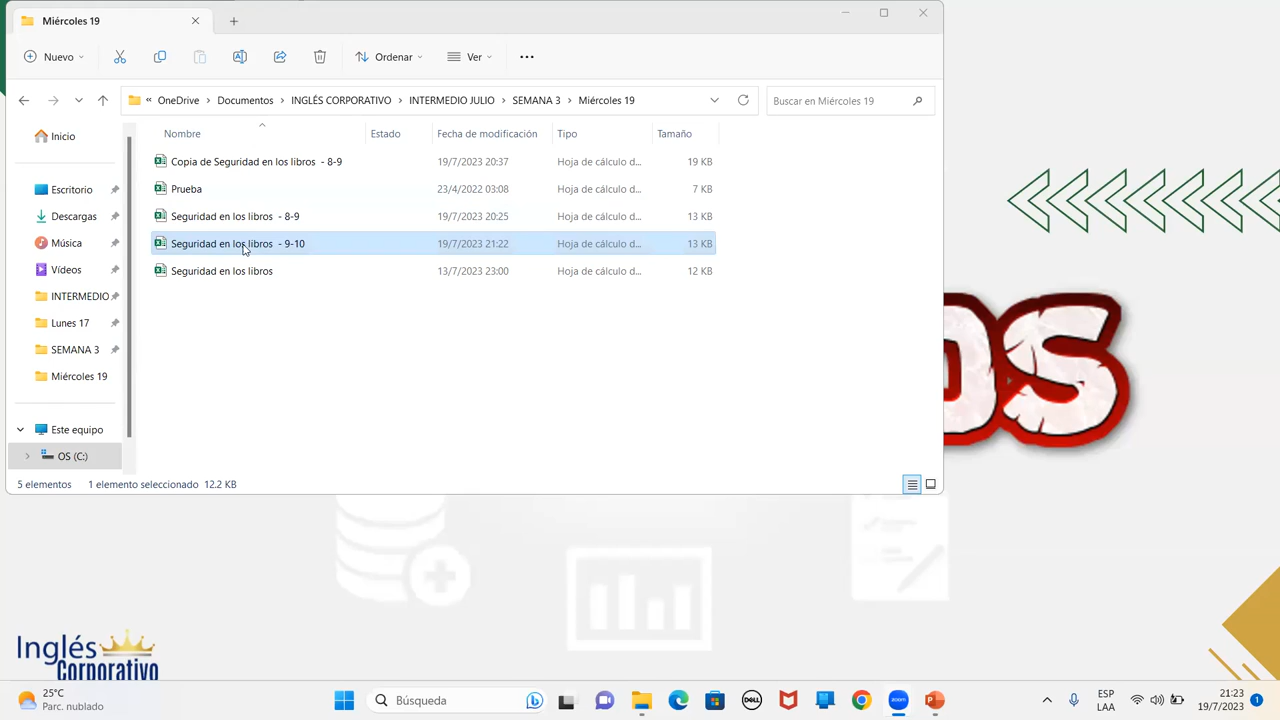 Miércoles 19
Nuevo
Ordenar
Ver
« OneDrive > Documentos > INGLÉS CORPORATIVO > INTERMEDIO JULIO > SEMANA 3 > Miércoles 19
Buscar en Miércoles 19
Inicio
Escritorio
Descargas
Música
Vídeos
INTERMEDIO
Lunes 17
SEMANA 3
Miércoles 19
Este equipo
OS (C:)
Nombre Estado Fecha de modificación Tipo Tamaño
Copia de Seguridad en los libros - 8-9 19/7/2023 20:37 Hoja de cálculo d... 19 KB
Prueba 23/4/2022 03:08 Hoja de cálculo d... 7 KB
Seguridad en los libros - 8-9 19/7/2023 20:25 Hoja de cálculo d... 13 KB
Seguridad en los libros - 9-10 19/7/2023 21:22 Hoja de cálculo d... 13 KB
Seguridad en los libros 13/7/2023 23:00 Hoja de cálculo d... 12 KB
5 elementos 1 elemento seleccionado 12.2 KB
OS
Inglés
Corporativo
25°C
Parc. nublado
Búsqueda
DELL
zoom
ESP
LAA
21:23
19/7/2023
1